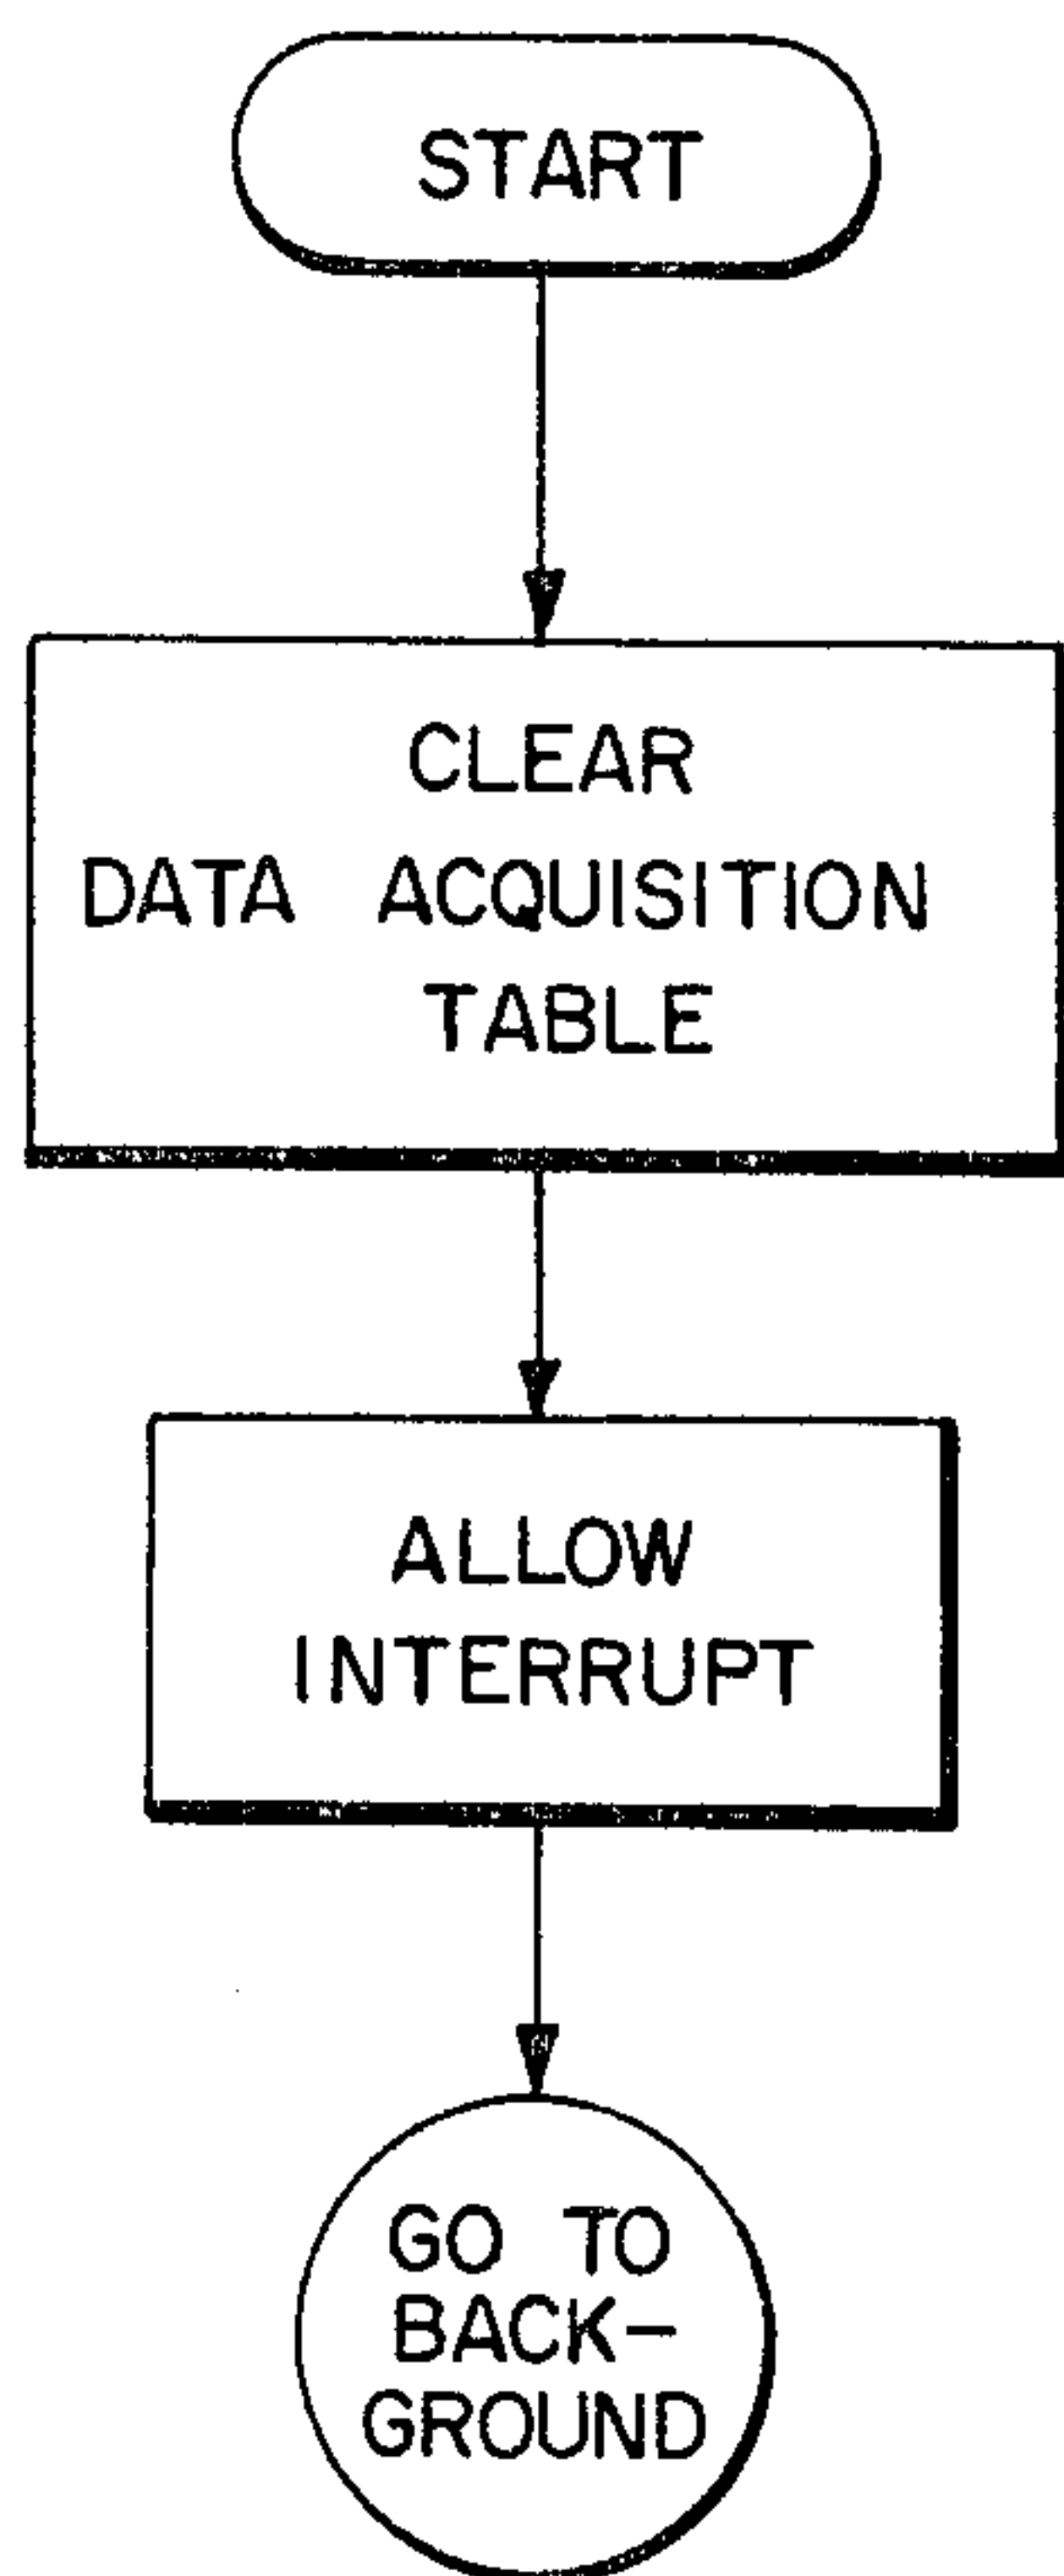 START
CLEAR
DATA ACQUISITION
TABLE
ALLOW
INTERRUPT
GO TO
BACK-
GROUND